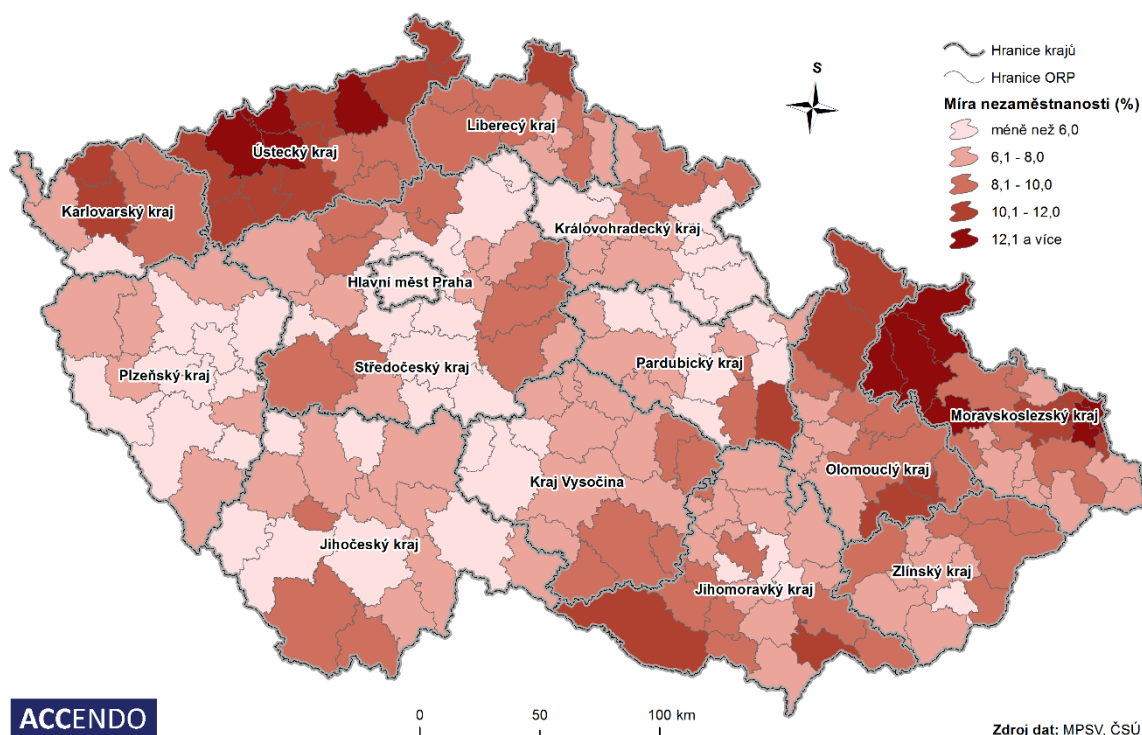 Hranice krajů
Hranice ORP
Míra nezaměstnanosti (%)
méně než 6,0
6,1 - 8,0
8,1 - 10,0
10,1 - 12,0
12,1 a více
S
Liberecý kraj
Ústecký kraj
Karlovarský kraj
Královohradecký kraj
Hlavní měst Praha
Plzeňský kraj
Středočeský kraj
Pardubický kraj
Moravskoslezský kraj
Olomouclý kraj
Kraj Vysočina
Jihočeský kraj
Zlínský kraj
Jihomoravký kraj
ACCENDO
0 50 100 km
Zdroj dat: MPSV, ČSÚ